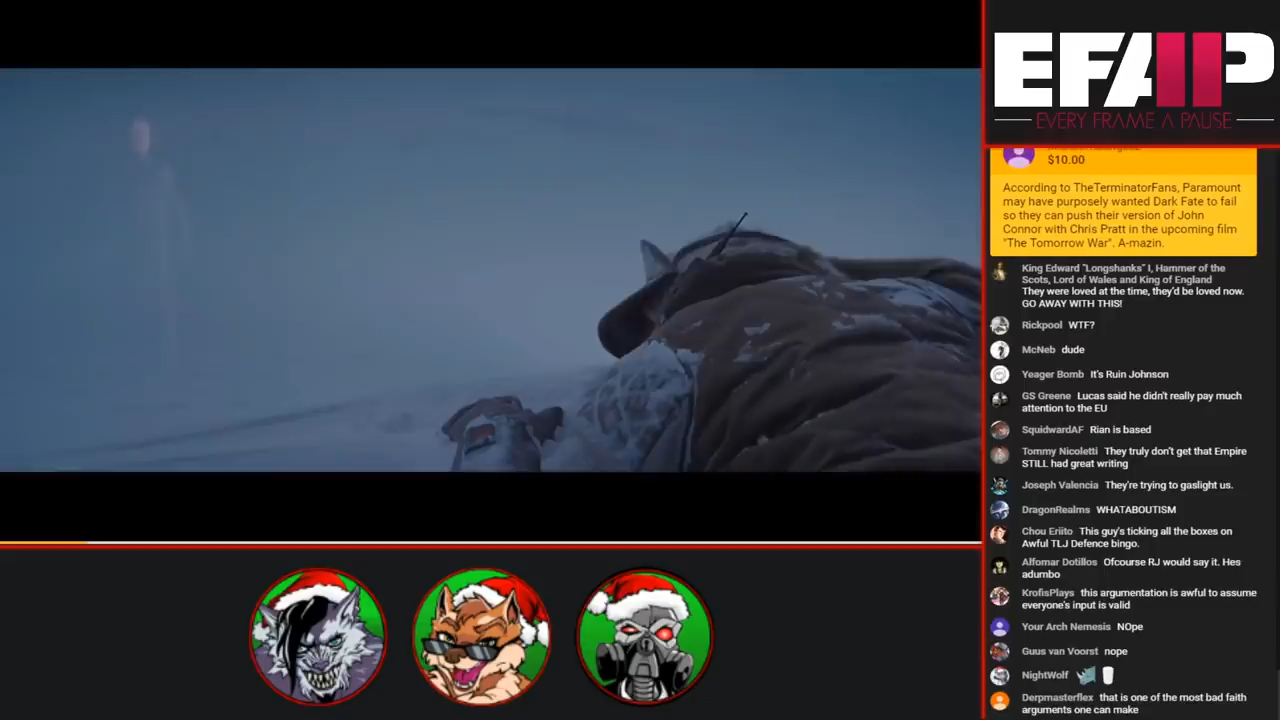 EFAP
EVERY FRAME A PAUSE
$10.00
According to TheTerminatorFans, Paramount
may have purposely wanted Dark Fate to fail
so they can push their version of John
Connor with Chris Pratt in the upcoming film
"The Tomorrow War". A-mazin.
King Edward "Longshanks" I, Hammer of the
Scots, Lord of Wales and King of England
They were loved at the time, they'd be loved now.
GO AWAY WITH THIS!
Rickpool WTF?
McNeb dude
Yeager Bomb It's Ruin Johnson
GS Greene Lucas said he didn't really pay much
attention to the EU
SquidwardAF Rian is based
Tommy Nicoletti They truly don't get that Empire
STILL had great writing
Joseph Valencia They're trying to gaslight us.
DragonRealms WHATABOUTISM
Chou Eriito This guy's ticking all the boxes on
Awful TLJ Defence bingo.
Alfomar Dotillos Ofcourse RJ would say it. Hes
adumbo
KrofisPlays this argumentation is awful to assume
everyone's input is valid
Your Arch Nemesis NOpe
Guus van Voorst nope
NightWolf
Derpmasterflex that is one of the most bad faith
arguments one can make